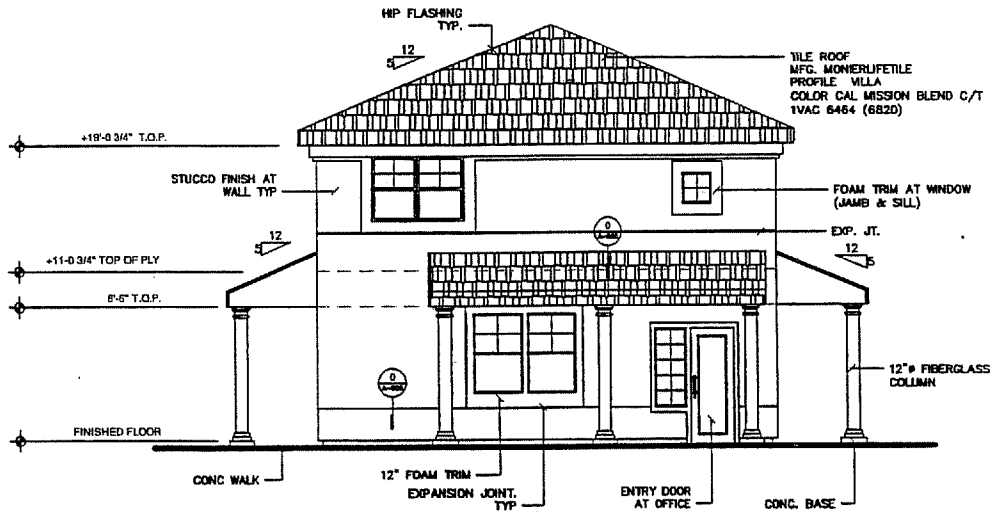 HIP FLASHING
TYP.
12
5
TILE ROOF
MFG. MONIERLIFETILE
PROFILE VILLA
COLOR CAL MISSION BLEND C/T
1VAC 6464 (6820)
+19'-0 3/4" T.O.P.
STUCCO FINISH AT
WALL TYP
FOAM TRIM AT WINDOW
(JAMB & SILL)
0
EXP. JT.
12
5
12
5
+11-0 3/4" TOP OF PLY
8'-6" T.O.P.
0
12"ø FIBERGLASS
COLUMN
FINISHED FLOOR
CONC WALK
12" FOAM TRIM
EXPANSION JOINT.
TYP
ENTRY DOOR
AT OFFICE
CONC. BASE